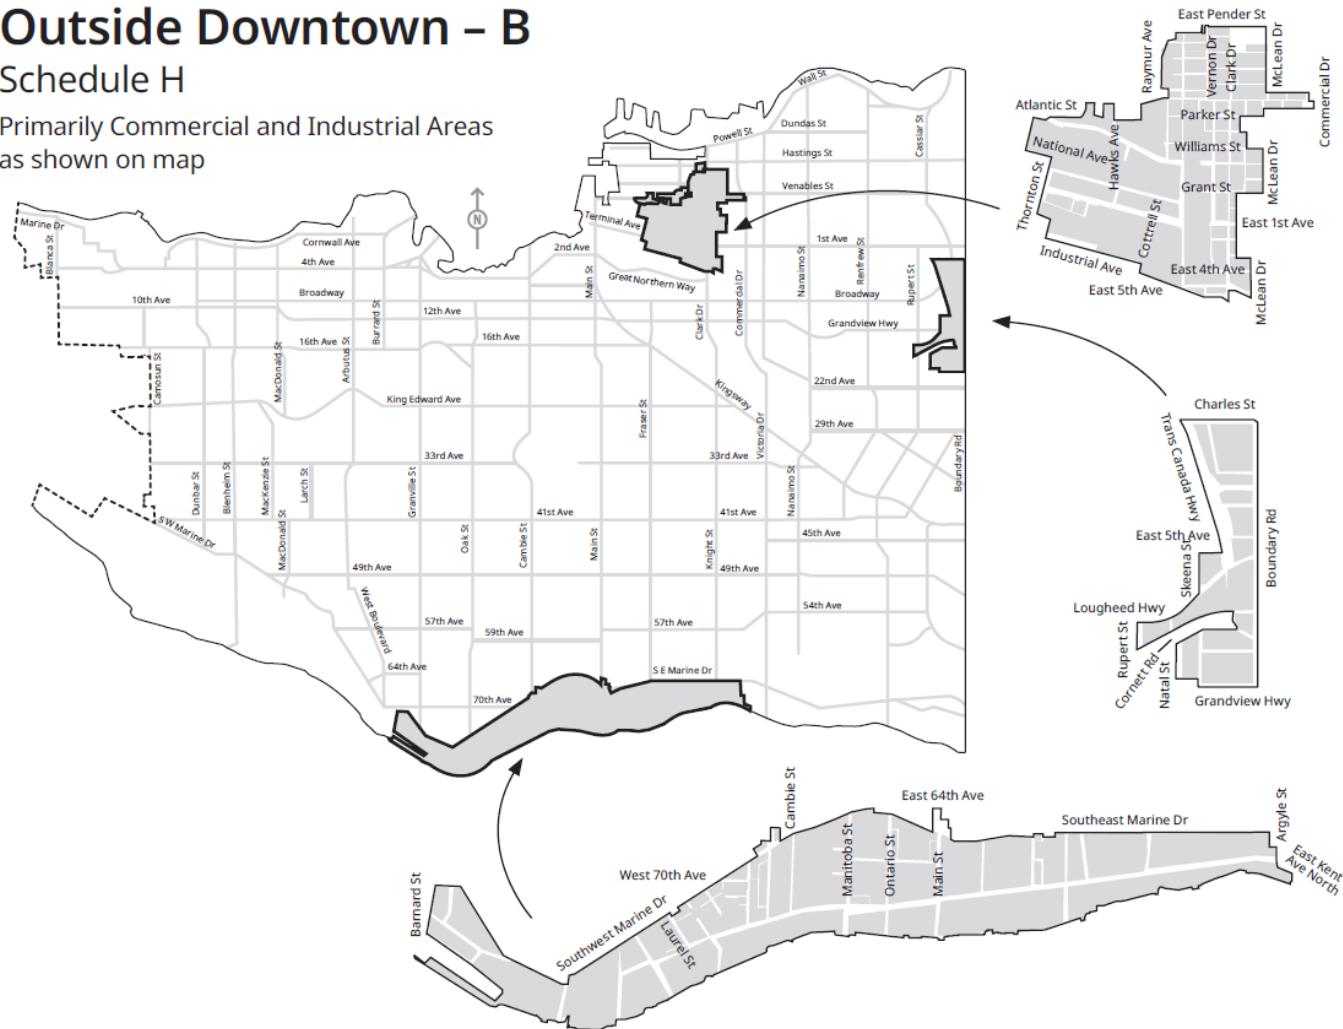 Outside Downtown – B
Schedule H
Primarily Commercial and Industrial Areas
as shown on map
N
Marine Dr
Blanca St
Cornwall Ave
4th Ave
10th Ave
Broadway
12th Ave
Burrard St
16th Ave
16th Ave
Arbutus St
MacDonald St
Camosun St
King Edward Ave
33rd Ave
Dunbar St
Blenheim St
MacKenzie St
Larch St
Granville St
MacDonald St
S W Marine Dr
41st Ave
Oak St
Cambie St
Main St
49th Ave
West Boulevard
57th Ave
59th Ave
64th Ave
70th Ave
Wall St
Powell St
Dundas St
Hastings St
Cassiar St
Venables St
Terminal Ave
2nd Ave
Main St
Great Northern Way
1st Ave
Nanaimo St
Renfrew St
Rupert St
Broadway
Commercial Dr
Clark Dr
Grandview Hwy
22nd Ave
Kingsway
Fraser St
Victoria Dr
29th Ave
33rd Ave
Boundary Rd
Nanaimo St
41st Ave
Knight St
45th Ave
49th Ave
54th Ave
57th Ave
S E Marine Dr
East Pender St
Raymur Ave
Vernon Dr
Clark Dr
McLean Dr
Commercial Dr
Atlantic St
Parker St
National Ave
Hawks Ave
Williams St
McLean Dr
Grant St
Thornton St
Cottrell St
East 1st Ave
Industrial Ave
East 4th Ave
East 5th Ave
McLean Dr
Charles St
Trans Canada Hwy
East 5th Ave
Skeena St
Boundary Rd
Lougheed Hwy
Rupert St
Cornett Rd
Natal St
Grandview Hwy
Cambie St
East 64th Ave
Southeast Marine Dr
Argyle St
East Kent
Ave North
Manitoba St
Ontario St
Main St
West 70th Ave
Barnard St
Southwest Marine Dr
Laurel St